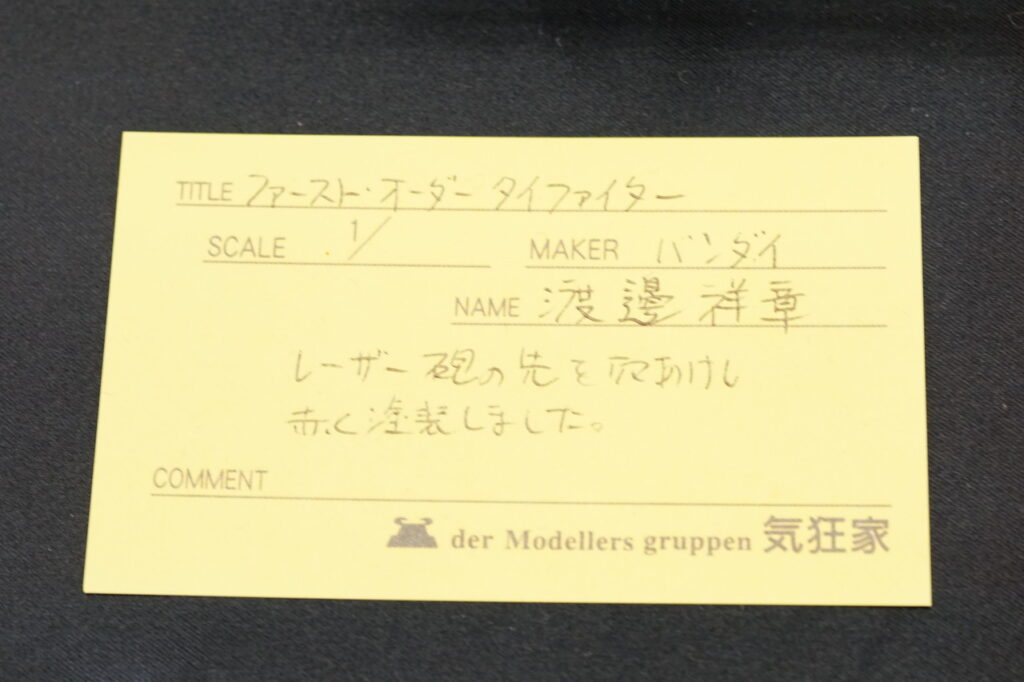 TITLE ファースト・オーダー タイファイター
SCALE 1/ MAKER バンダイ
NAME 渡邊祥章
レーザー砲の先を穴あけし
赤く塗装しました。
COMMENT
der Modellers gruppen 気狂家